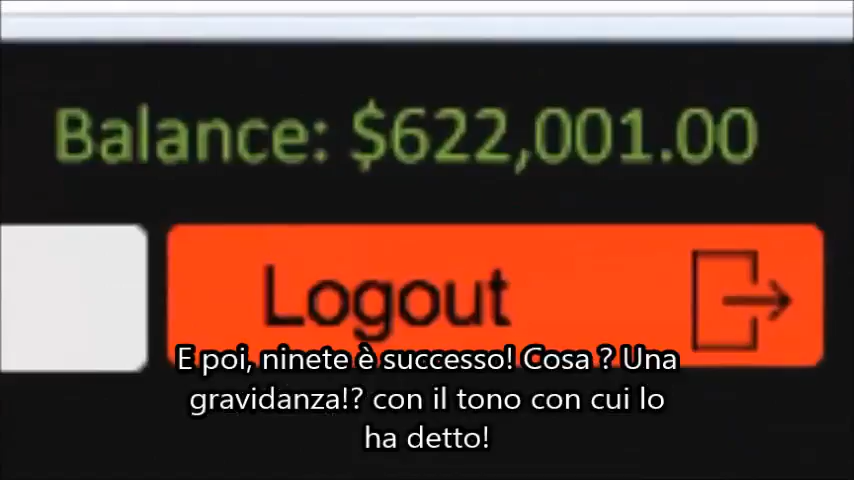 Balance: $622,001.00
Logout
E poi, ninete è successo! Cosa ? Una
gravidanza!? con il tono con cui lo
ha detto!